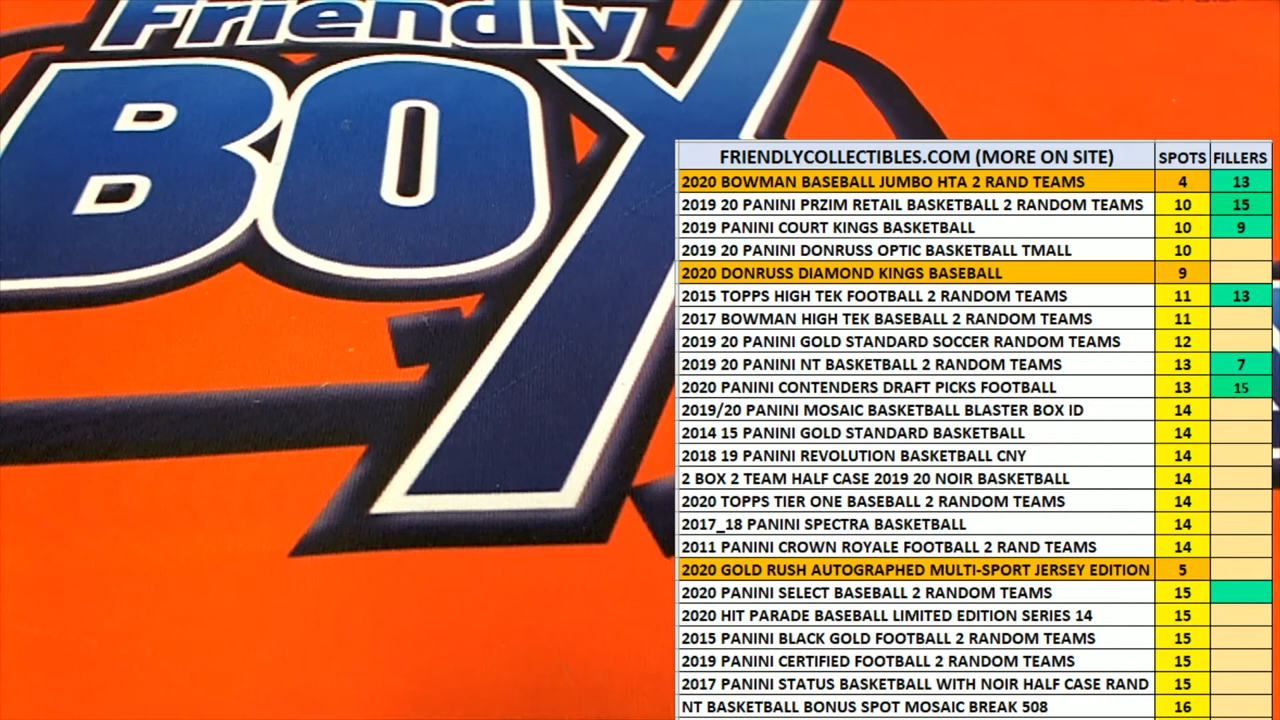 Friendly
BOX
FRIENDLYCOLLECTIBLES.COM (MORE ON SITE) SPOTS FILLERS
2020 BOWMAN BASEBALL JUMBO HTA 2 RAND TEAMS 4 13
2019 20 PANINI PRZIM RETAIL BASKETBALL 2 RANDOM TEAMS 10 15
2019 PANINI COURT KINGS BASKETBALL 10 9
2019 20 PANINI DONRUSS OPTIC BASKETBALL TMALL 10
2020 DONRUSS DIAMOND KINGS BASEBALL 9
2015 TOPPS HIGH TEK FOOTBALL 2 RANDOM TEAMS 11 13
2017 BOWMAN HIGH TEK BASEBALL 2 RANDOM TEAMS 11
2019 20 PANINI GOLD STANDARD SOCCER RANDOM TEAMS 12
2019 20 PANINI NT BASKETBALL 2 RANDOM TEAMS 13 7
2020 PANINI CONTENDERS DRAFT PICKS FOOTBALL 13 15
2019/20 PANINI MOSAIC BASKETBALL BLASTER BOX ID 14
2014 15 PANINI GOLD STANDARD BASKETBALL 14
2018 19 PANINI REVOLUTION BASKETBALL CNY 14
2 BOX 2 TEAM HALF CASE 2019 20 NOIR BASKETBALL 14
2020 TOPPS TIER ONE BASEBALL 2 RANDOM TEAMS 14
2017_18 PANINI SPECTRA BASKETBALL 14
2011 PANINI CROWN ROYALE FOOTBALL 2 RAND TEAMS 14
2020 GOLD RUSH AUTOGRAPHED MULTI-SPORT JERSEY EDITION 5
2020 PANINI SELECT BASEBALL 2 RANDOM TEAMS 15
2020 HIT PARADE BASEBALL LIMITED EDITION SERIES 14 15
2015 PANINI BLACK GOLD FOOTBALL 2 RANDOM TEAMS 15
2019 PANINI CERTIFIED FOOTBALL 2 RANDOM TEAMS 15
2017 PANINI STATUS BASKETBALL WITH NOIR HALF CASE RAND 15
NT BASKETBALL BONUS SPOT MOSAIC BREAK 508 16